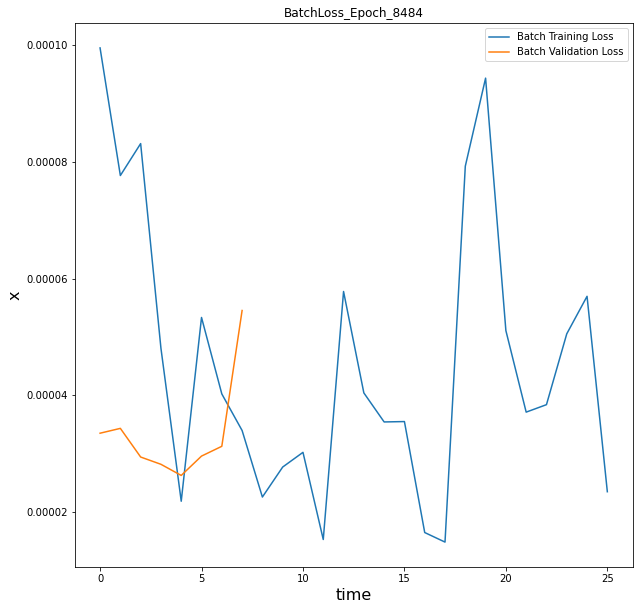 BatchLoss_Epoch_8484
Batch Training Loss
Batch Validation Loss
0.00010
0.00008
0.00006
0.00004
0.00002
x
0 5 10 15 20 25
time